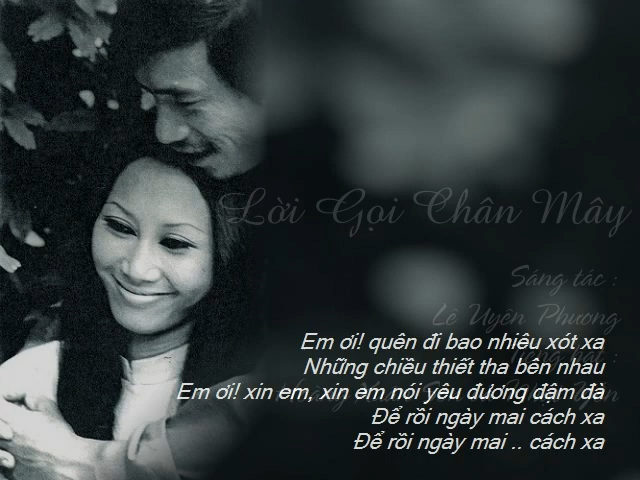 Lời Gọi Chân Mây
Sáng tác :
Lê Uyên Phương
Em ơi! quên đi bao nhiêu xót xa
Những chiều thiết tha bên nhau
Em ơi! xin em, xin em nói yêu đương đậm đà
Để rồi ngày mai cách xa
Để rồi ngày mai .. cách xa